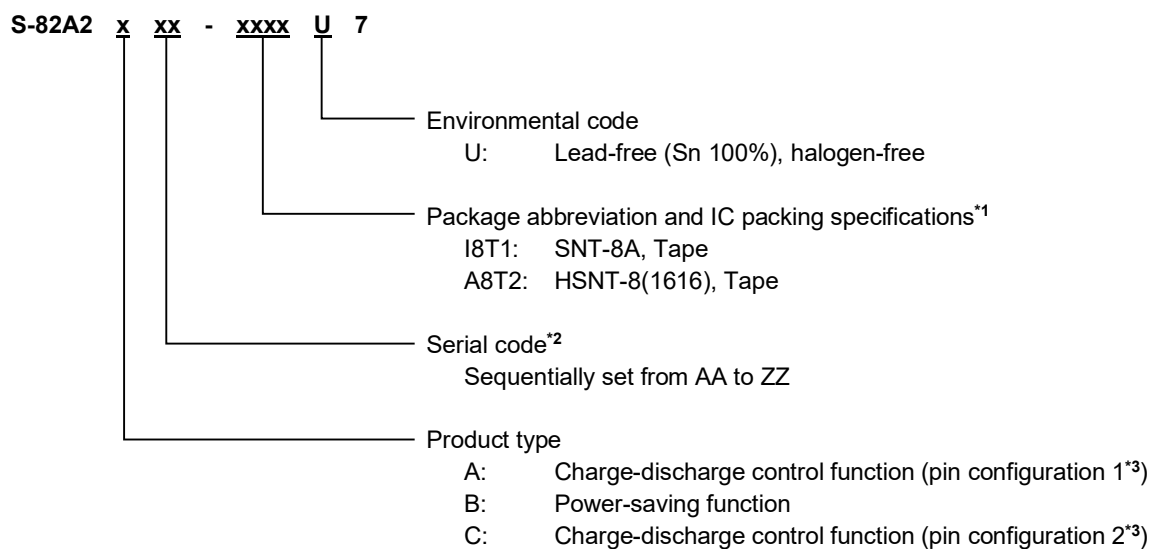 S-82A2 x xx - xxxx U 7
Environmental code
U: Lead-free (Sn 100%), halogen-free
Package abbreviation and IC packing specifications*1
I8T1: SNT-8A, Tape
A8T2: HSNT-8(1616), Tape
Serial code*2
Sequentially set from AA to ZZ
Product type
A: Charge-discharge control function (pin configuration 1*3)
B: Power-saving function
C: Charge-discharge control function (pin configuration 2*3)